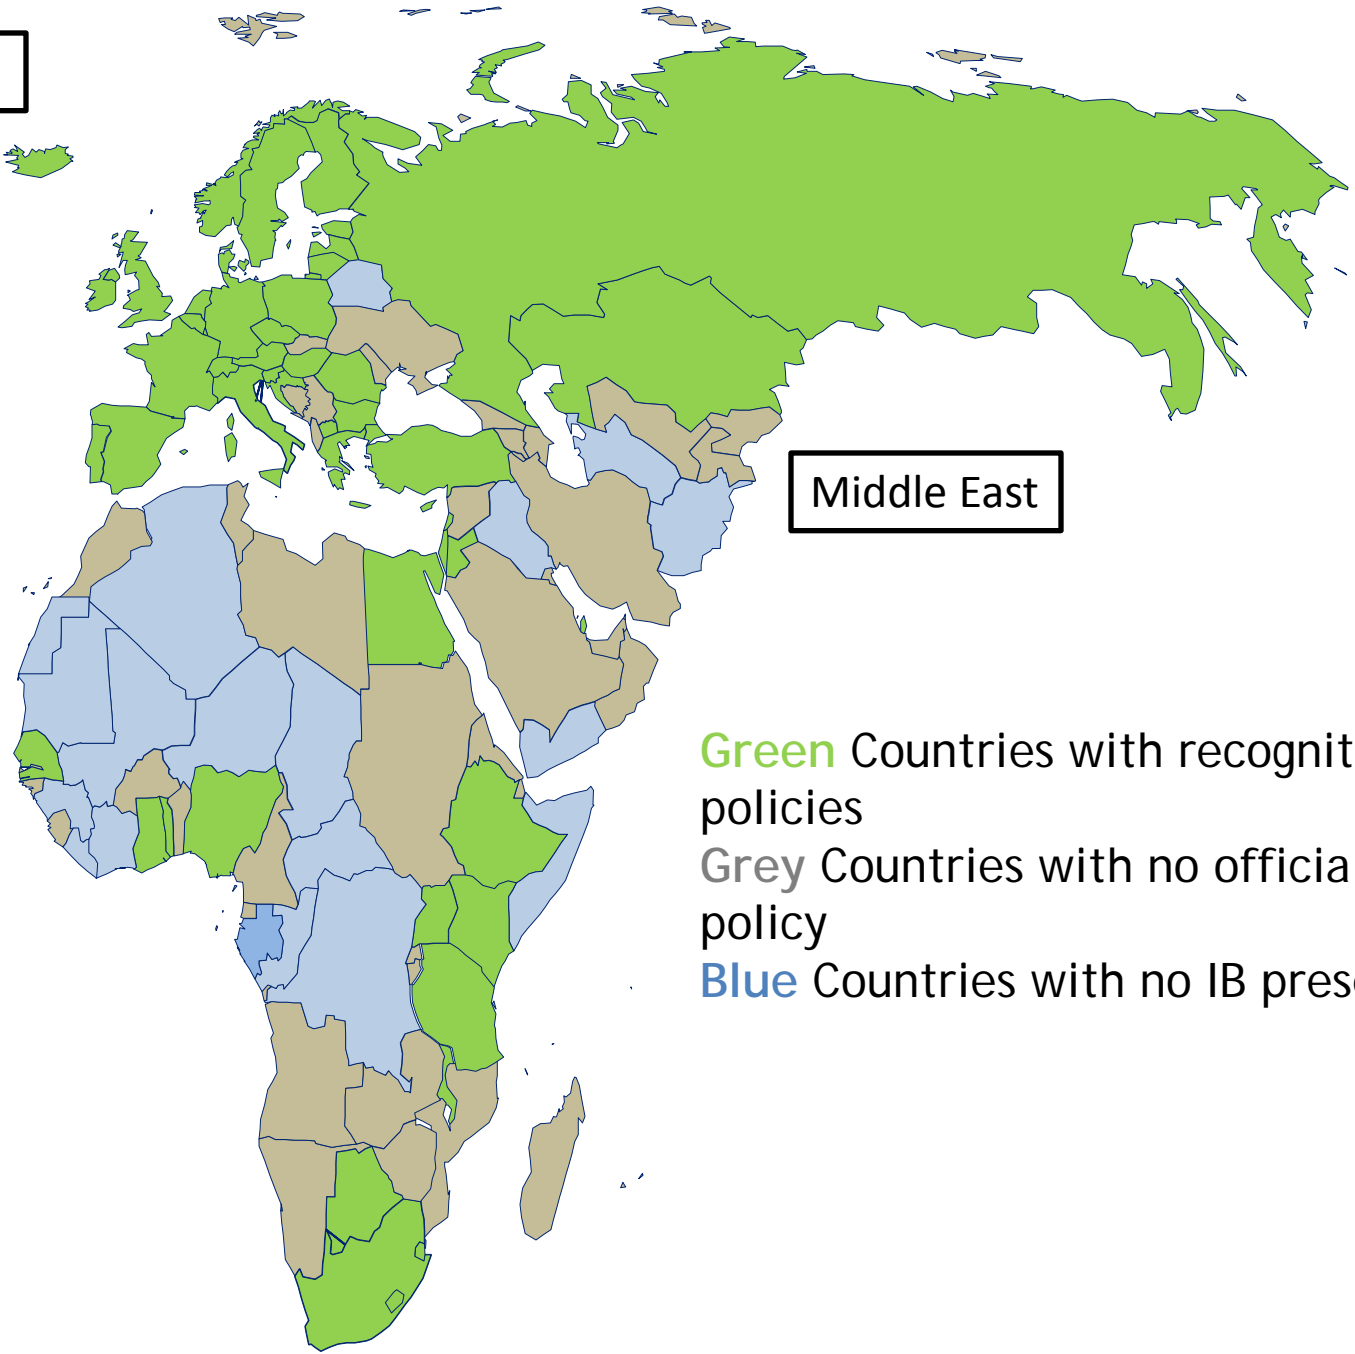 Middle East
Green Countries with recognit
policies
Grey Countries with no officia
policy
Blue Countries with no IB pres